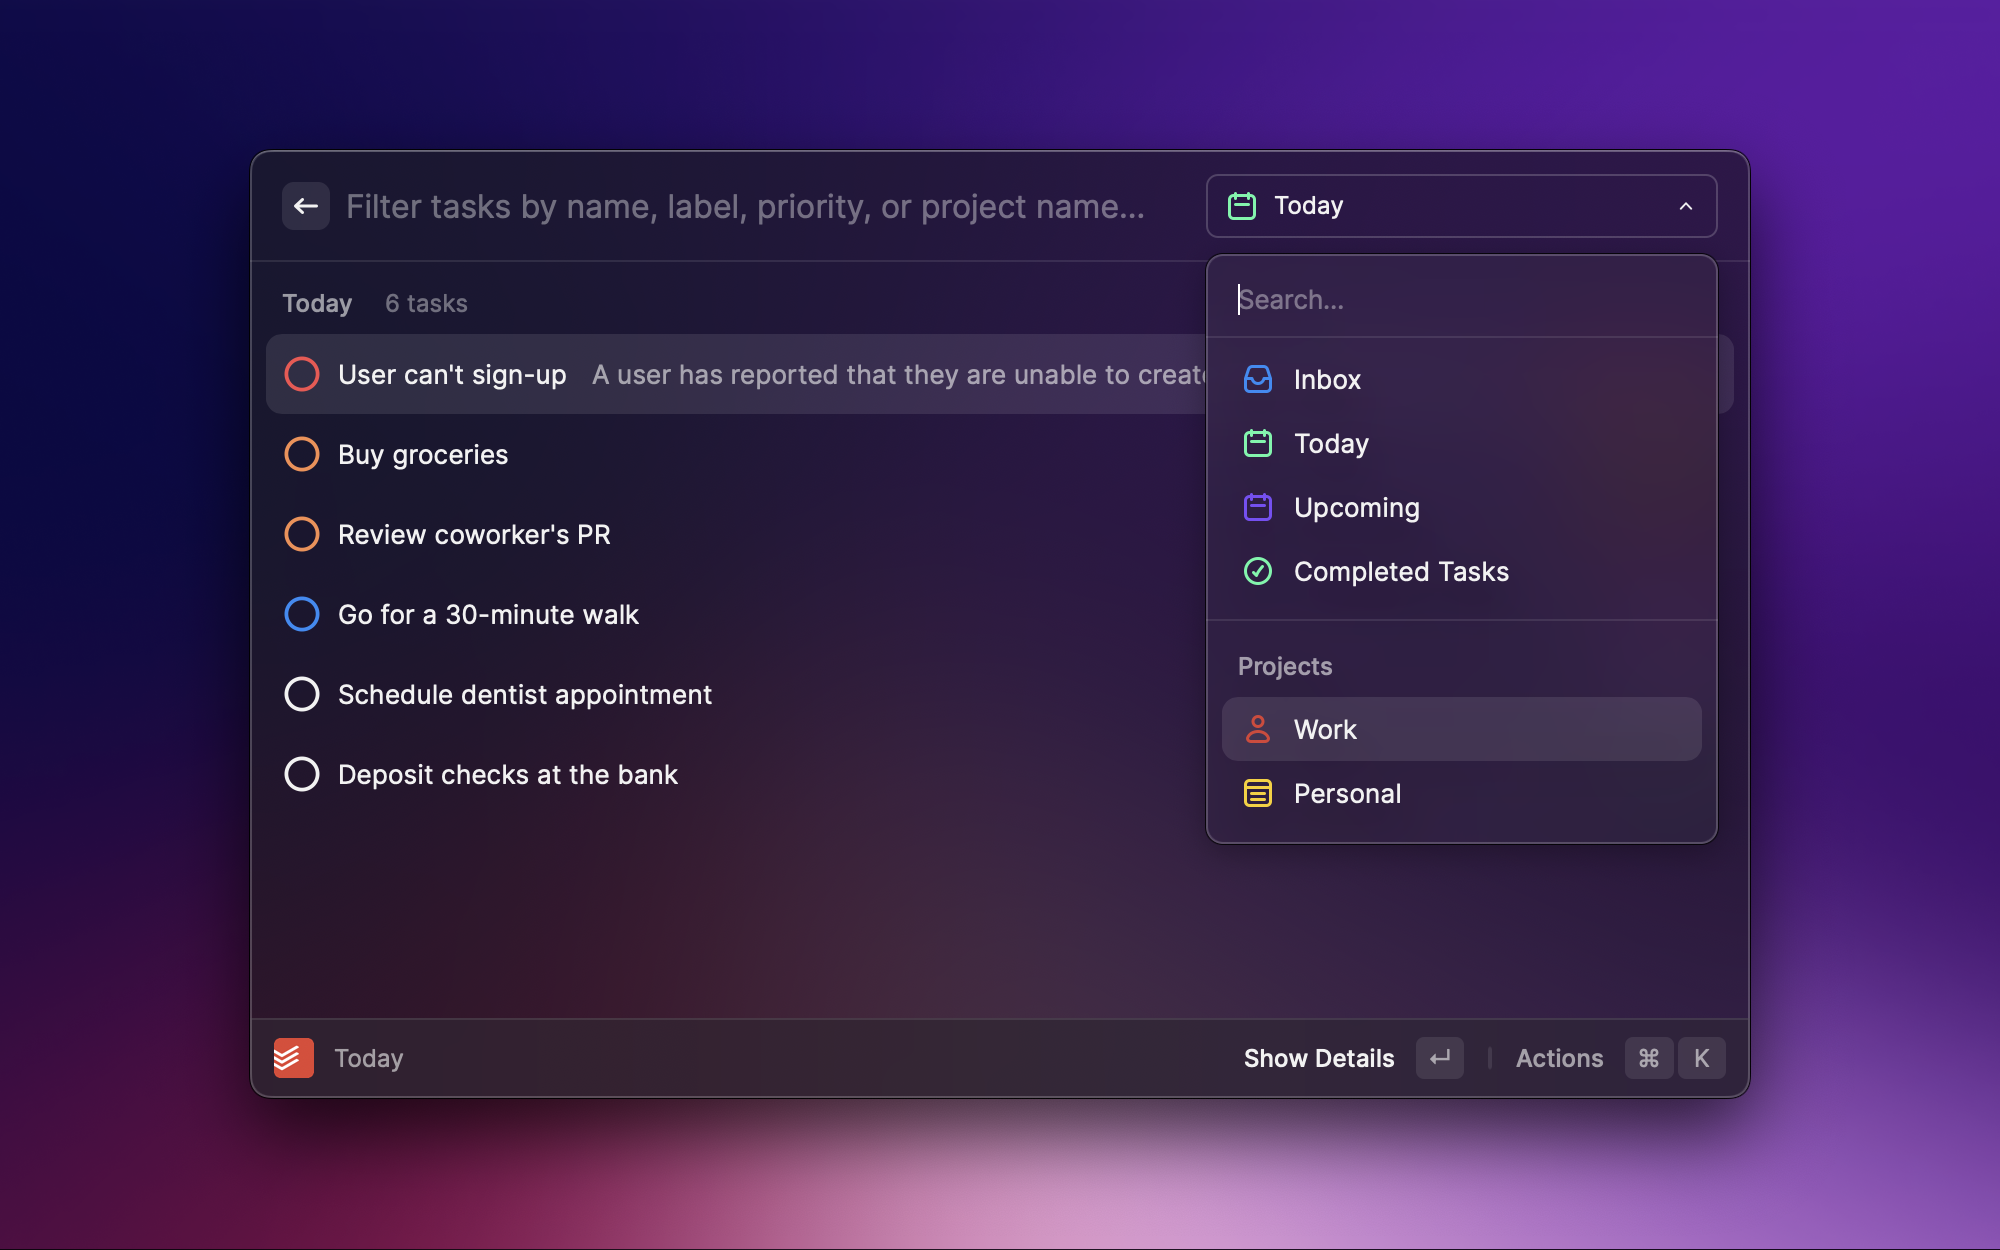 Filter tasks by name, label, priority, or project name...
Today
Today 6 tasks
User can't sign-up A user has reported that they are unable to create
Buy groceries
Review coworker's PR
Go for a 30-minute walk
Schedule dentist appointment
Deposit checks at the bank
Search...
Inbox
Today
Upcoming
Completed Tasks
Projects
Work
Personal
Today
Show Details ↵ Actions ⌘ K